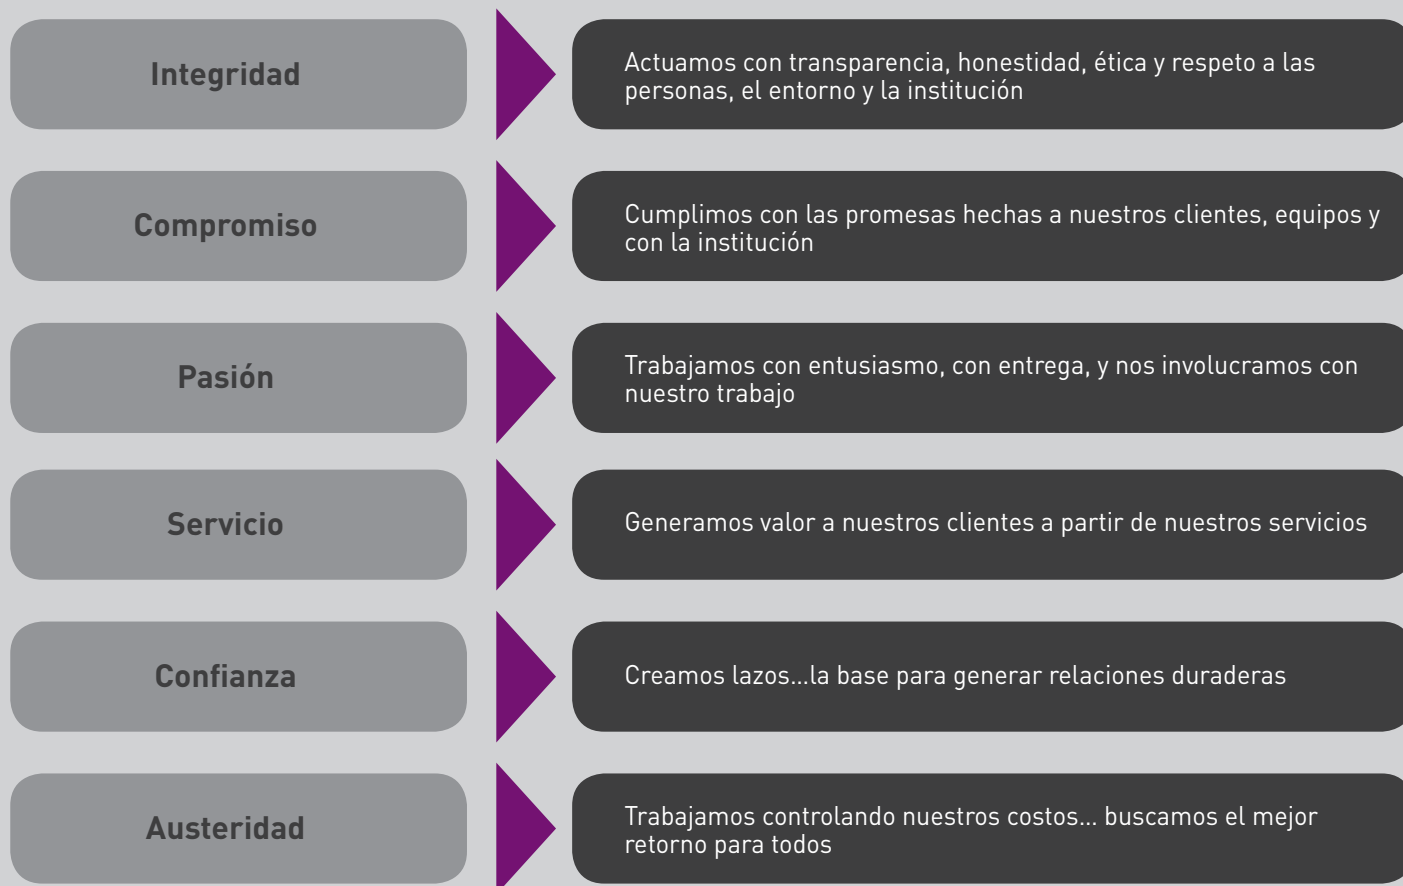 Integridad
Actuamos con transparencia, honestidad, ética y respeto a las
personas, el entorno y la institución
Compromiso
Cumplimos con las promesas hechas a nuestros clientes, equipos y
con la institución
Pasión
Trabajamos con entusiasmo, con entrega, y nos involucramos con
nuestro trabajo
Servicio
Generamos valor a nuestros clientes a partir de nuestros servicios
Confianza
Creamos lazos...la base para generar relaciones duraderas
Austeridad
Trabajamos controlando nuestros costos... buscamos el mejor
retorno para todos